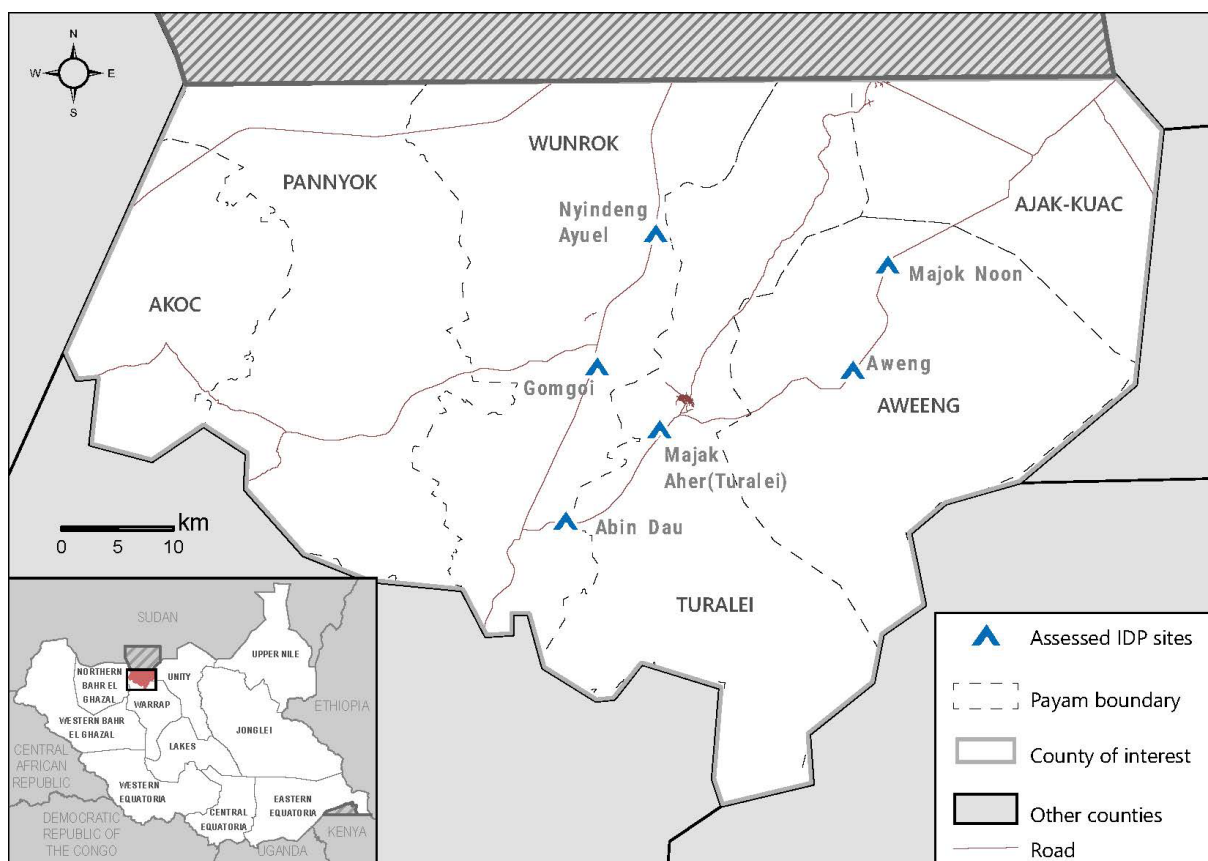 N
W E
S
WUNROK
PANNYOK
AJAK-KUAC
Nyindeng
Ayuel
Majok Noon
AKOC
Aweng
Gomgoi
AWEENG
Majak
Aher(Turalei)
Abin Dau
km
0 5 10
TURALEI
SUDAN
UPPER NILE
NORTHERN
BAHR EL
GHAZAL
UNITY
WARRAP
ETHIOPIA
WESTERN BAHR
EL GHAZAL
JONGLEI
LAKES
CENTRAL
AFRICAN
REPUBLIC
WESTERN
EQUATORIA
EASTERN
EQUATORIA
CENTRAL
EQUATORIA
DEMOCRATIC
REPUBLIC OF
THE CONGO
KENYA
UGANDA
Assessed IDP sites
Payam boundary
County of interest
Other counties
Road